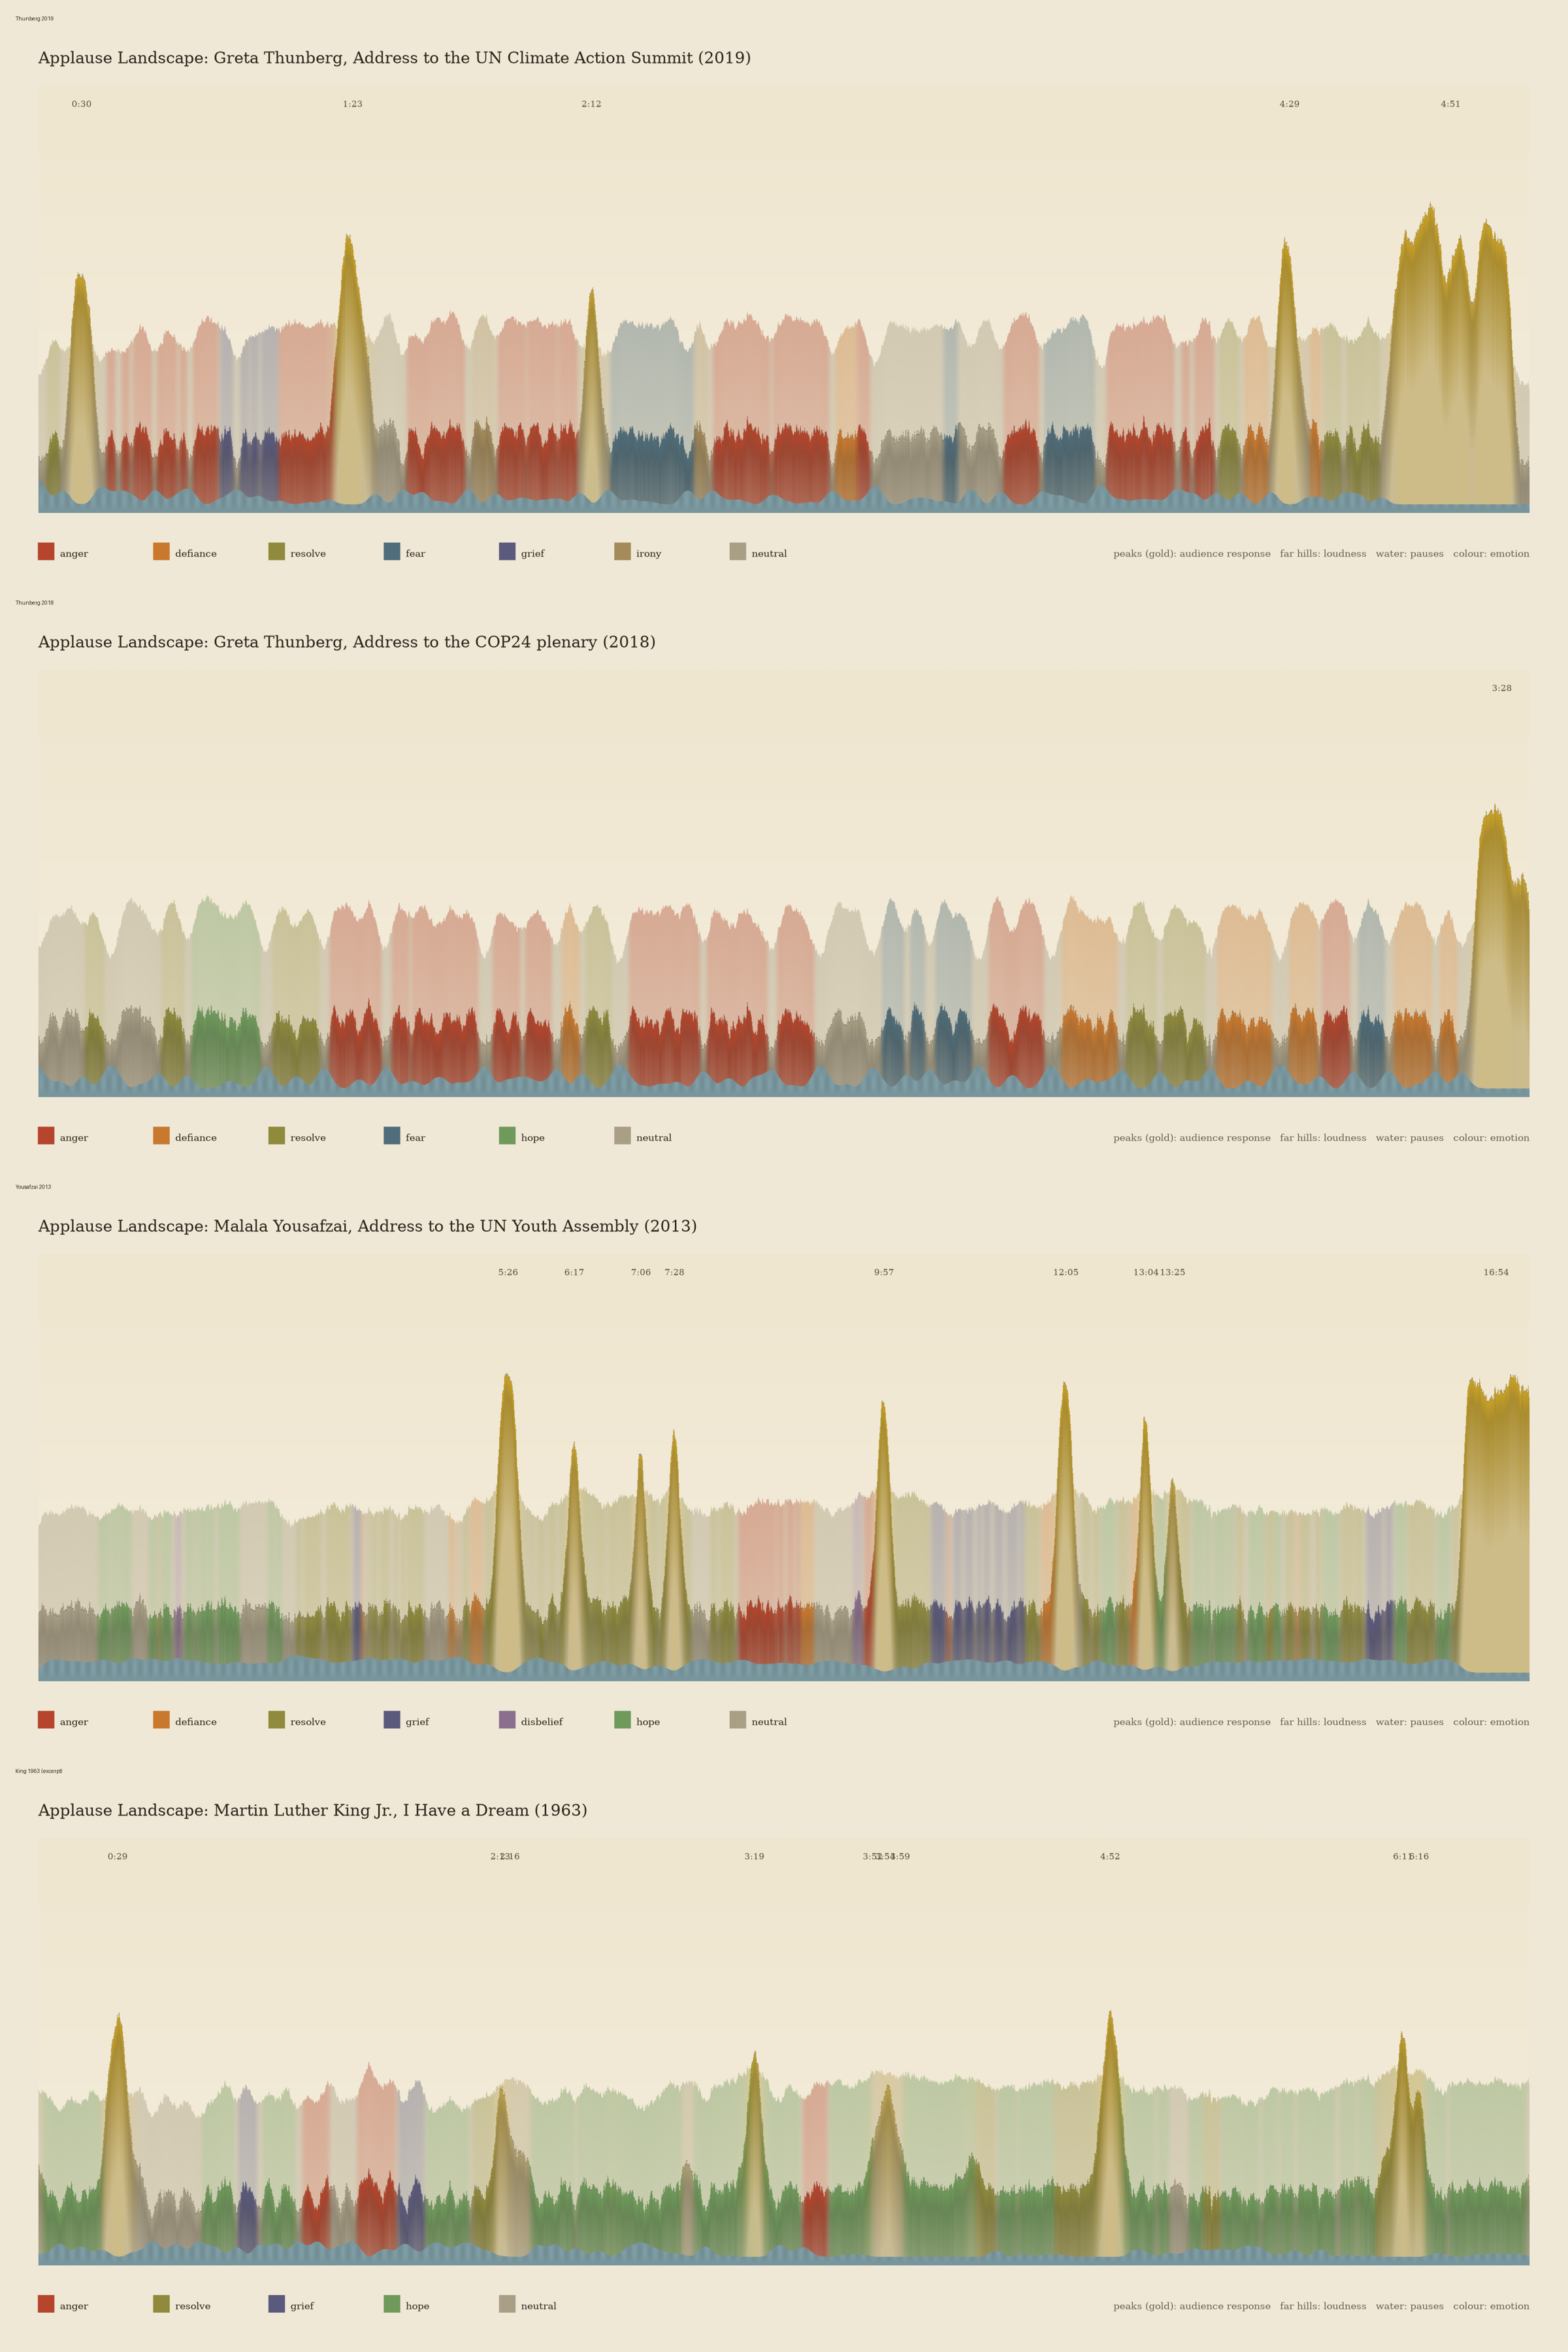 Thunberg 2019
Applause Landscape: Greta Thunberg, Address to the UN Climate Action Summit (2019)
0:30 1:23 2:12 4:29 4:51
anger defiance resolve fear grief irony neutral peaks (gold): audience response far hills: loudness water: pauses colour: emotion
Thunberg 2018
Applause Landscape: Greta Thunberg, Address to the COP24 plenary (2018)
3:28
anger defiance resolve fear hope neutral peaks (gold): audience response far hills: loudness water: pauses colour: emotion
Yousafzai 2013
Applause Landscape: Malala Yousafzai, Address to the UN Youth Assembly (2013)
5:26 6:17 7:06 7:28 9:57 12:05 13:04 13:25 16:54
anger defiance resolve grief disbelief hope neutral peaks (gold): audience response far hills: loudness water: pauses colour: emotion
King 1963 (excerpt)
Applause Landscape: Martin Luther King Jr., I Have a Dream (1963)
0:29 3:19 4:52
anger resolve grief hope neutral peaks (gold): audience response far hills: loudness water: pauses colour: emotion